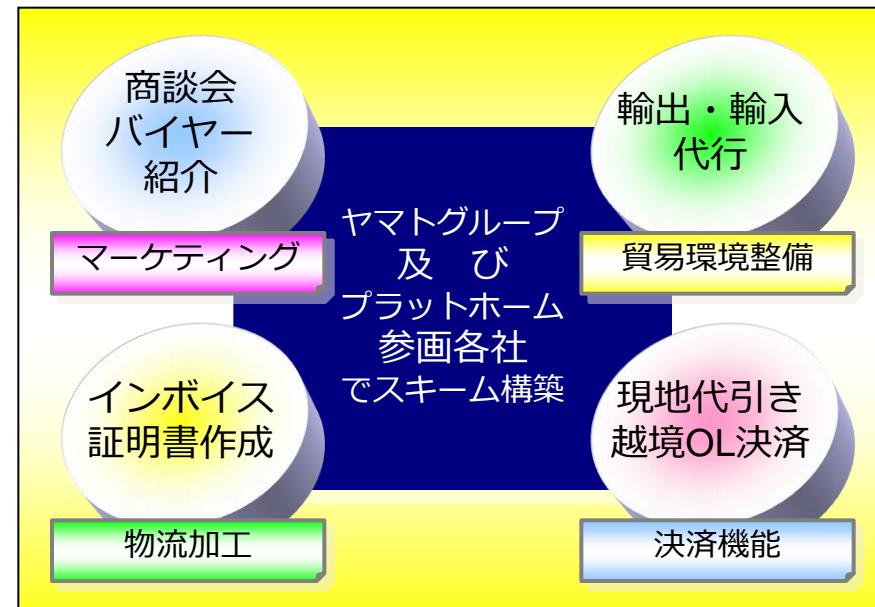 商談会
バイヤー
紹介
マーケティング
輸出・輸入
代行
貿易環境整備
ヤマトグループ
及 び
プラットホーム
参画各社
でスキーム構築
インボイス
証明書作成
物流加工
現地代引き
越境OL決済
決済機能